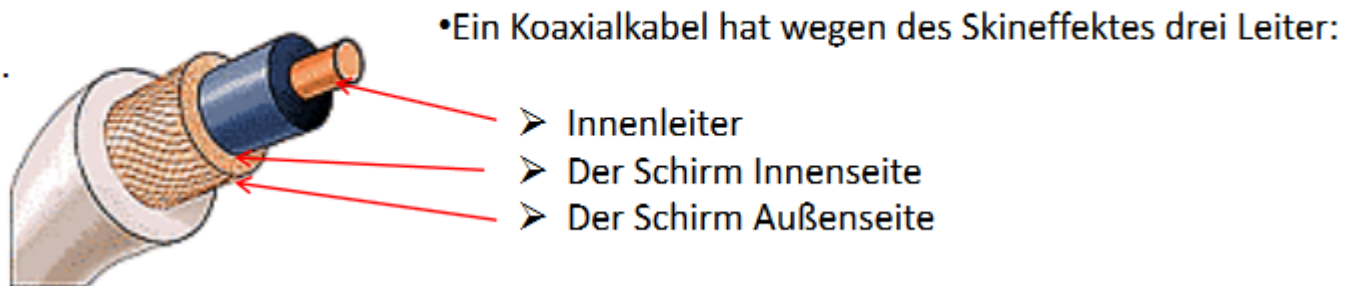 •Ein Koaxialkabel hat wegen des Skineffektes drei Leiter:
.
➢ Innenleiter
➢ Der Schirm Innenseite
➢ Der Schirm Außenseite